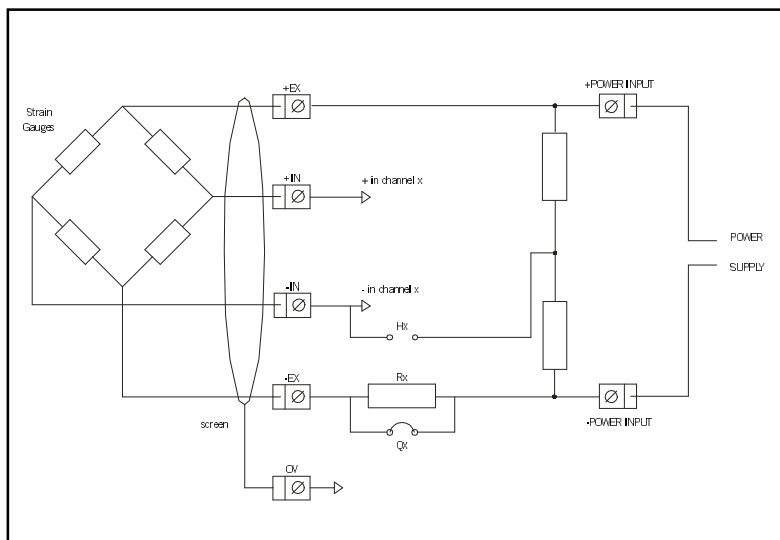 +EX
+POWER INPUT
Strain
Gauges
+IN
+ in channel x
POWER
SUPPLY
-IN
- in channel x
Hx
-EX
Rx
screen
Qx
-POWER INPUT
OV